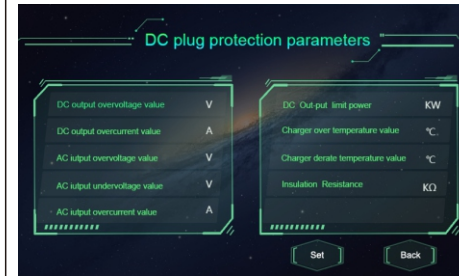 DC plug protection parameters
DC output overvoltage value V
DC output overcurrent value A
AC iutput overvoltage value V
AC iutput undervoltage value V
AC iutput overcurrent value A
DC Out-put limit power KW
Charger over temperature value ℃
Charger derate temperature value ℃
Insulation Resistance KΩ
Set
Back